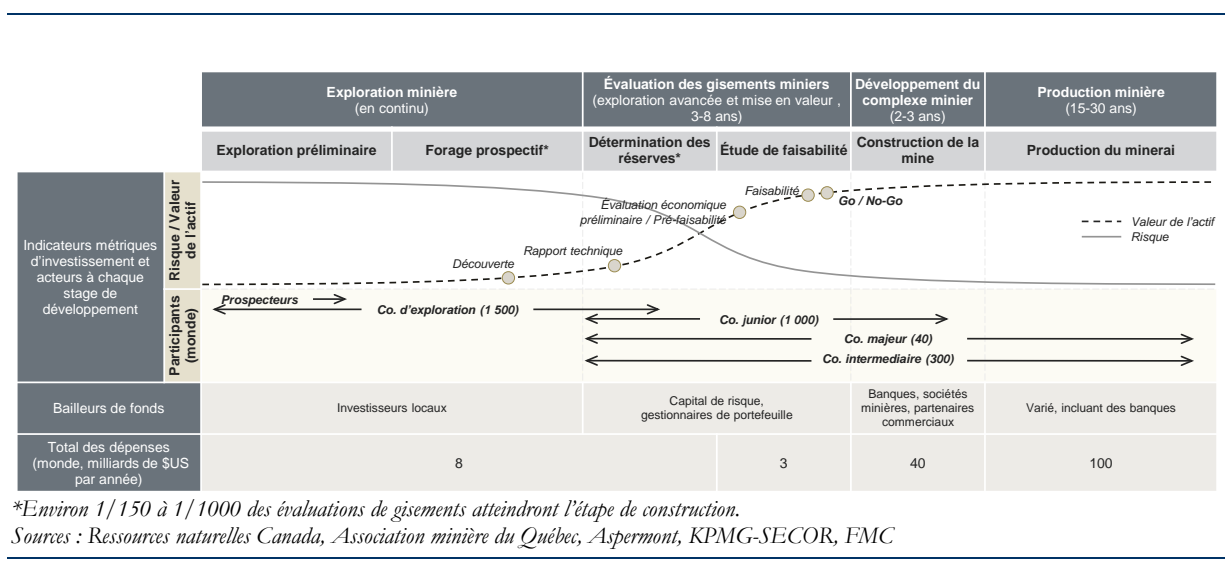 Exploration minière
(en continu)
Évaluation des gisements miniers
(exploration avancée et mise en valeur ,
3-8 ans)
Développement du
complexe minier
(2-3 ans)
Production minière
(15-30 ans)
Exploration préliminaire
Forage prospectif*
Détermination des
réserves*
Étude de faisabilité
Construction de la
mine
Production du minerai
Indicateurs métriques
d'investissement et
acteurs à chaque
stage de
développement
Risque / Valeur
de l'actif
Découverte
Rapport technique
Évaluation économique
préliminaire / Pré-faisabilité
Faisabilité
Go / No-Go
Valeur de l'actif
Risque
Participants
(monde)
Prospecteurs
Co. d'exploration (1 500)
Co. junior (1 000)
Co. majeur (40)
Co. intermediaire (300)
Bailleurs de fonds
Investisseurs locaux
Capital de risque,
gestionnaires de portefeuille
Banques, sociétés
minières, partenaires
commerciaux
Varié, incluant des banques
Total des dépenses
(monde, milliards de $US
par année)
8
3
40
100
*Environ 1/150 à 1/1000 des évaluations de gisements atteindront l'étape de construction.
Sources : Ressources naturelles Canada, Association minière du Québec, Aspermont, KPMG-SECOR, FMC